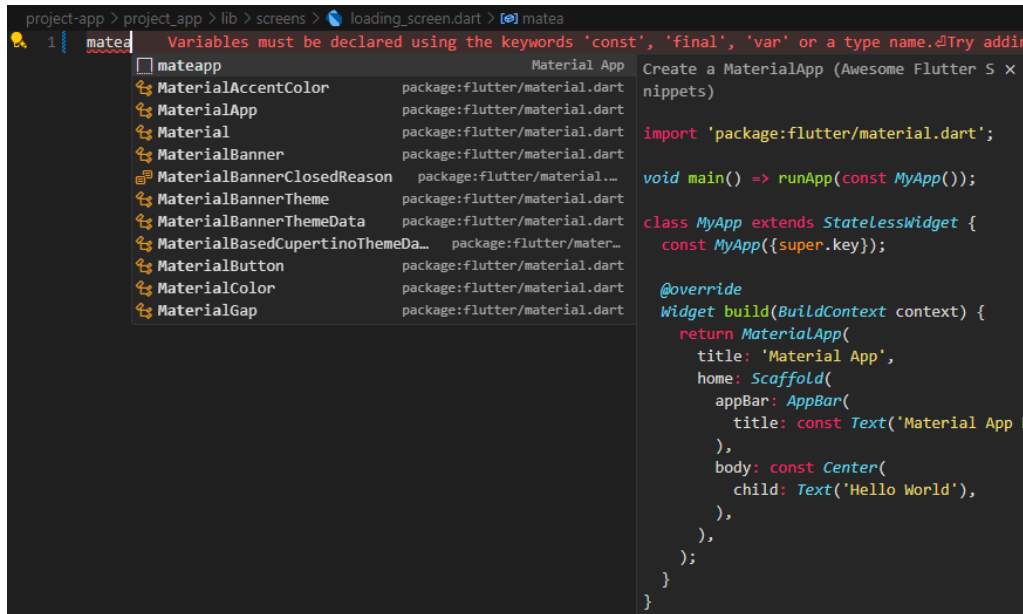 project-app > project_app > lib > screens > loading_screen.dart > matea
1 matea Variables must be declared using the keywords 'const', 'final', 'var' or a type name.⏎Try addin
mateapp Material App
MaterialAccentColor package:flutter/material.dart
MaterialApp package:flutter/material.dart
Material package:flutter/material.dart
MaterialBanner package:flutter/material.dart
MaterialBannerClosedReason package:flutter/material.…
MaterialBannerTheme package:flutter/material.dart
MaterialBannerThemeData package:flutter/material.dart
MaterialBasedCupertinoThemeDa… package:flutter/mater…
MaterialButton package:flutter/material.dart
MaterialColor package:flutter/material.dart
MaterialGap package:flutter/material.dart
Create a MaterialApp (Awesome Flutter S
nippets)
import 'package:flutter/material.dart';
void main() => runApp(const MyApp());
class MyApp extends StatelessWidget {
const MyApp({super.key});
@override
Widget build(BuildContext context) {
return MaterialApp(
title: 'Material App',
home: Scaffold(
appBar: AppBar(
title: const Text('Material App
),
body: const Center(
child: Text('Hello World'),
),
),
);
}
}